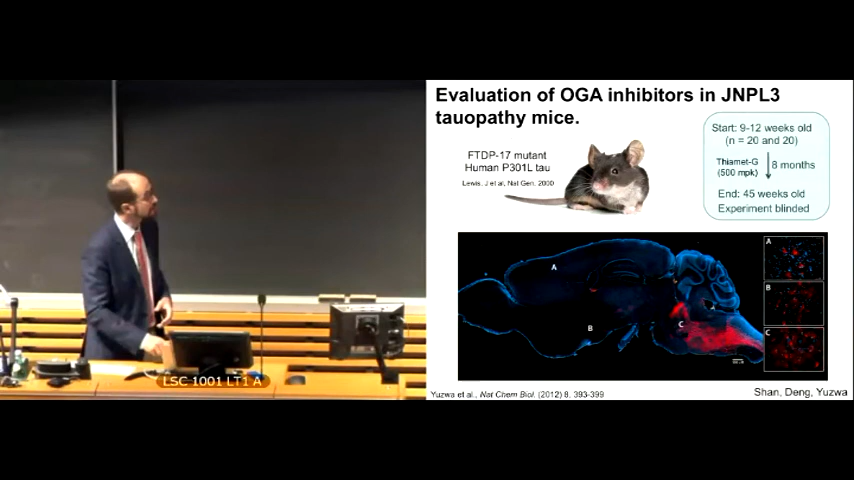 Evaluation of OGA inhibitors in JNPL3
tauopathy mice.
FTDP-17 mutant
Human P301L tau
Lewis, J et al, Nat Gen. 2000
Start: 9-12 weeks old
(n = 20 and 20)
Thiamet-G
(500 mpk)
8 months
End: 45 weeks old
Experiment blinded
A
B
C
A
B
C
LSC 1001 LT1 A
Yuzwa et al., Nat Chem Biol. (2012) 8, 393-399
Shan, Deng, Yuzwa